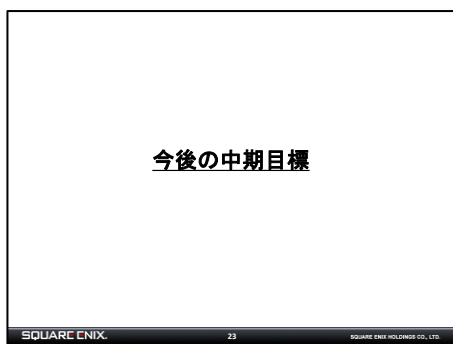 今後の中期目標
SQUARE ENIX.
23
SQUARE ENIX HOLDINGS CO., LTD.